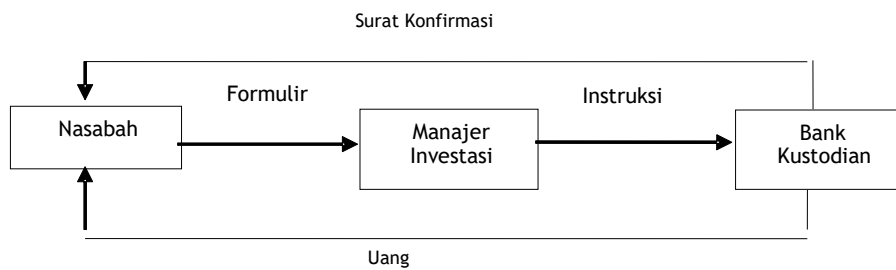 Surat Konfirmasi
Formulir
Instruksi
Nasabah
Manajer
Investasi
Bank
Kustodian
Uang